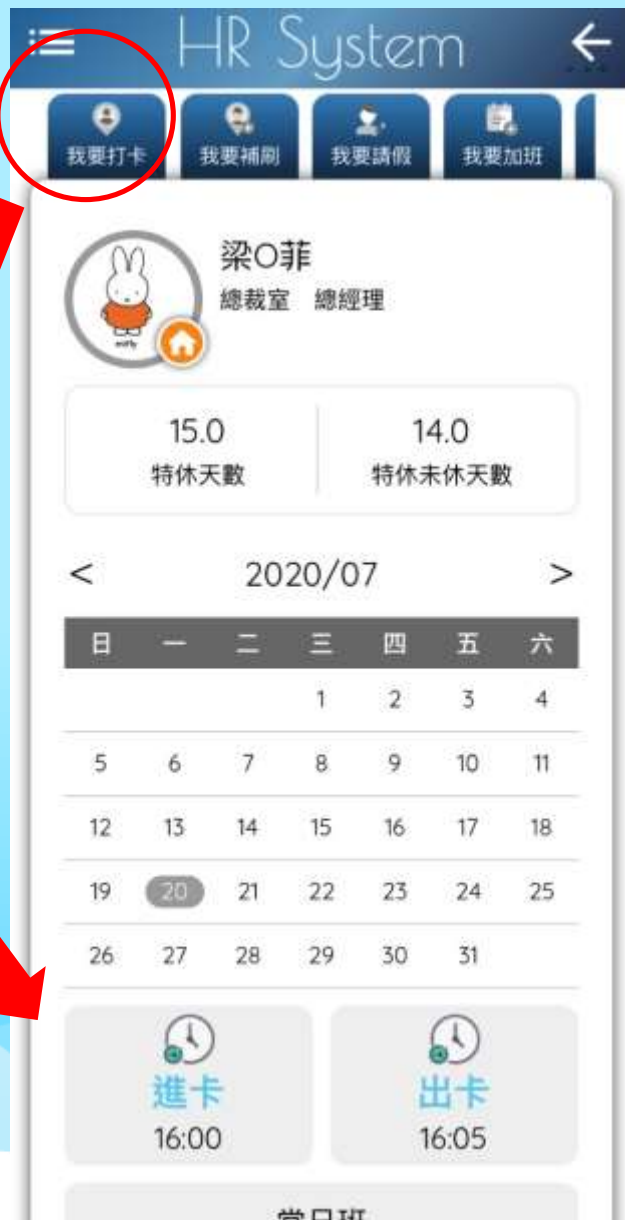 HR System
我要打卡 我要補刷 我要請假 我要加班
梁O菲
總裁室 總經理
miffy
15.0 14.0
特休天數 特休未休天數
< 2020/07 >
日 一 二 三 四 五 六
1 2 3 4
5 6 7 8 9 10 11
12 13 14 15 16 17 18
19 20 21 22 23 24 25
26 27 28 29 30 31
進卡 出卡
16:00 16:05